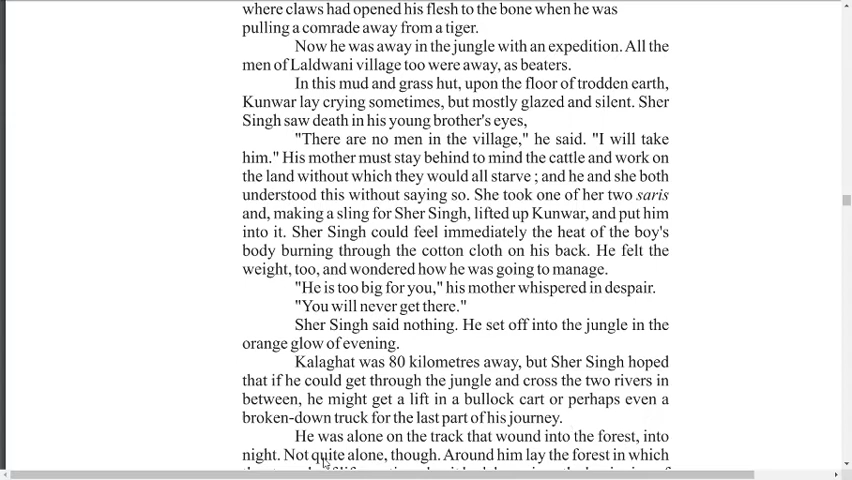 where claws had opened his flesh to the bone when he was
pulling a comrade away from a tiger.
Now he was away in the jungle with an expedition. All the
men of Laldwani village too were away, as beaters.
In this mud and grass hut, upon the floor of trodden earth,
Kunwar lay crying sometimes, but mostly glazed and silent. Sher
Singh saw death in his young brother's eyes,
"There are no men in the village," he said. "I will take
him." His mother must stay behind to mind the cattle and work on
the land without which they would all starve ; and he and she both
understood this without saying so. She took one of her two saris
and, making a sling for Sher Singh, lifted up Kunwar, and put him
into it. Sher Singh could feel immediately the heat of the boy's
body burning through the cotton cloth on his back. He felt the
weight, too, and wondered how he was going to manage.
"He is too big for you," his mother whispered in despair.
"You will never get there."
Sher Singh said nothing. He set off into the jungle in the
orange glow of evening.
Kalaghat was 80 kilometres away, but Sher Singh hoped
that if he could get through the jungle and cross the two rivers in
between, he might get a lift in a bullock cart or perhaps even a
broken-down truck for the last part of his journey.
He was alone on the track that wound into the forest, into
night. Not quite alone, though. Around him lay the forest in which